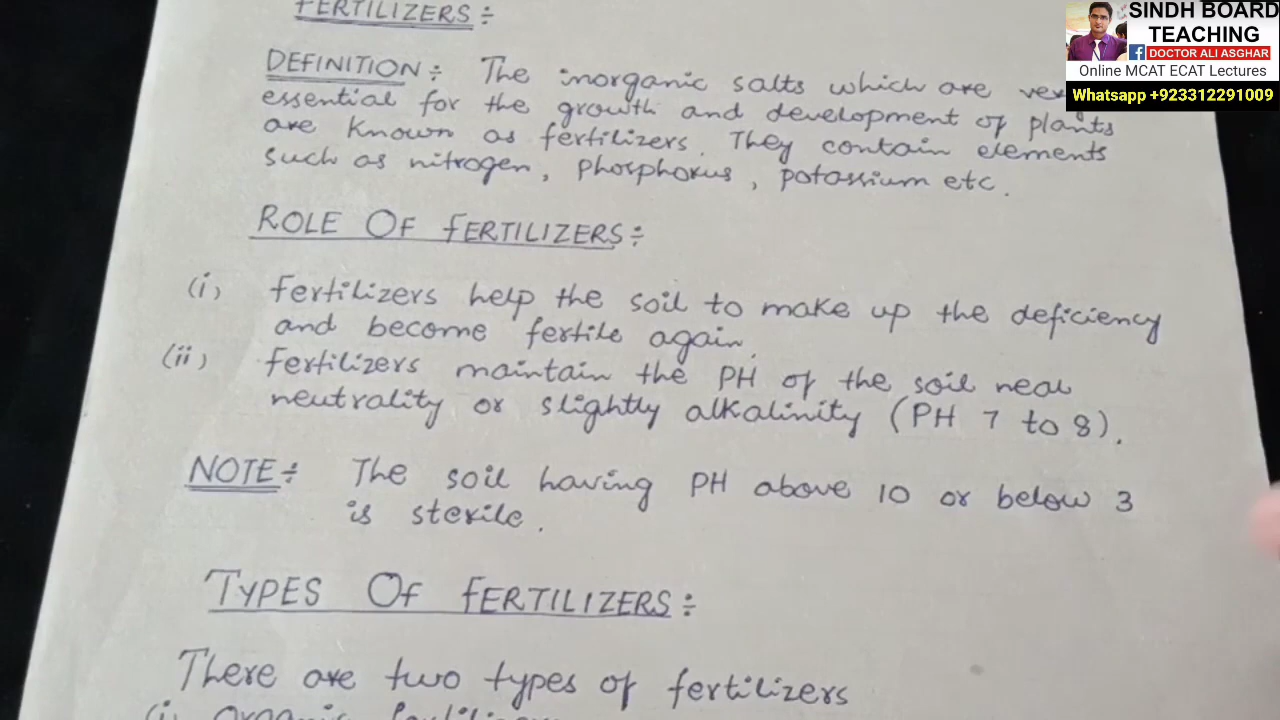 FERTILIZERS :-
SINDH BOARD
TEACHING
DOCTOR ALI ASGHAR
Online MCAT ECAT Lectures
Whatsapp +923312291009
DEFINITION :- The inorganic salts which are
essential for the growth and development of plants
are known as fertilizers. They contain elements
such as nitrogen, phosphorus, potassium etc.
ROLE OF fERTILIZERS :-
(i) fertilizers help the soil to make up the deficiency
and become fertile again.
(ii) fertilizers maintain the PH of the soil near
neutrality or slightly alkalinity (PH 7 to 8).
NOTE :- The soil having PH above 10 or below 3
is sterile.
TYPES OF fERTILIZERS :-
There are two types of fertilizers
(i) organic